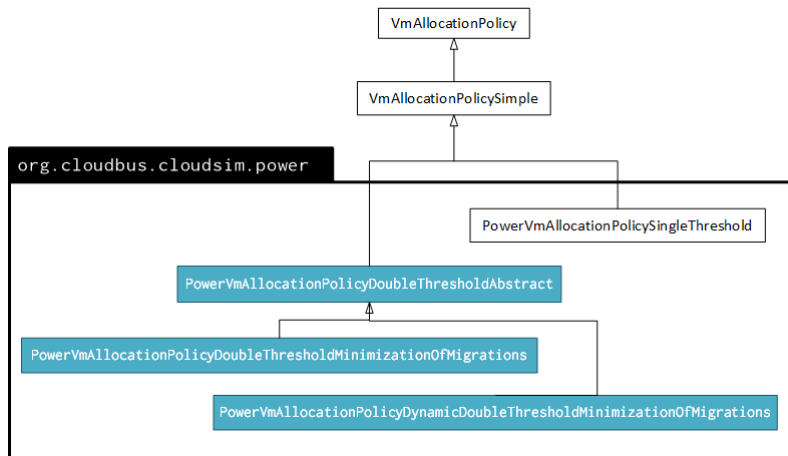 VmAllocationPolicy
VmAllocationPolicySimple
org.cloudbus.cloudsim.power
PowerVmAllocationPolicySingleThreshold
PowerVmAllocationPolicyDoubleThresholdAbstract
PowerVmAllocationPolicyDoubleThresholdMinimizationOfMigrations
PowerVmAllocationPolicyDynamicDoubleThresholdMinimizationOfMigrations